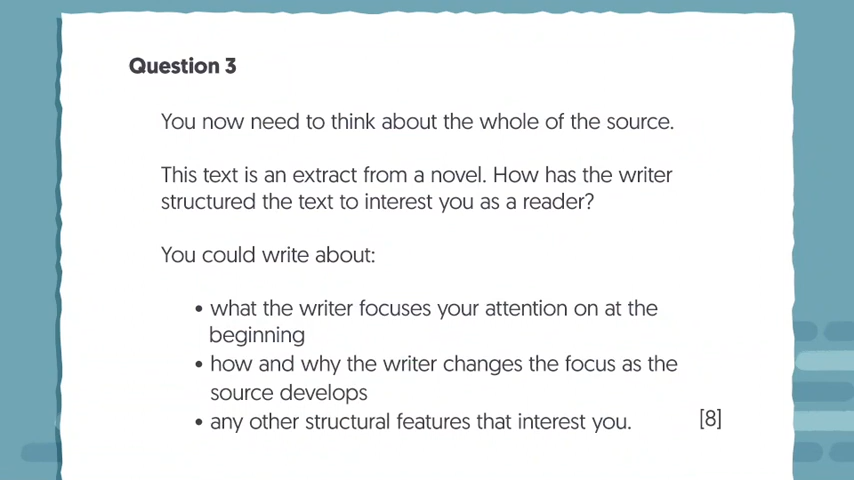 Question 3
You now need to think about the whole of the source.
This text is an extract from a novel. How has the writer
structured the text to interest you as a reader?
You could write about:
• what the writer focuses your attention on at the
beginning
• how and why the writer changes the focus as the
source develops
• any other structural features that interest you. [8]